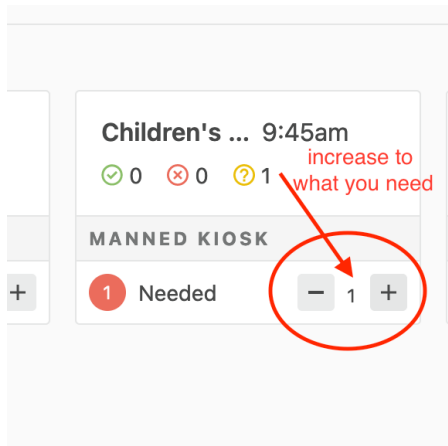 Children's ... 9:45am
increase to
what you need
0 0 1
MANNED KIOSK
+ 1 Needed − 1 +